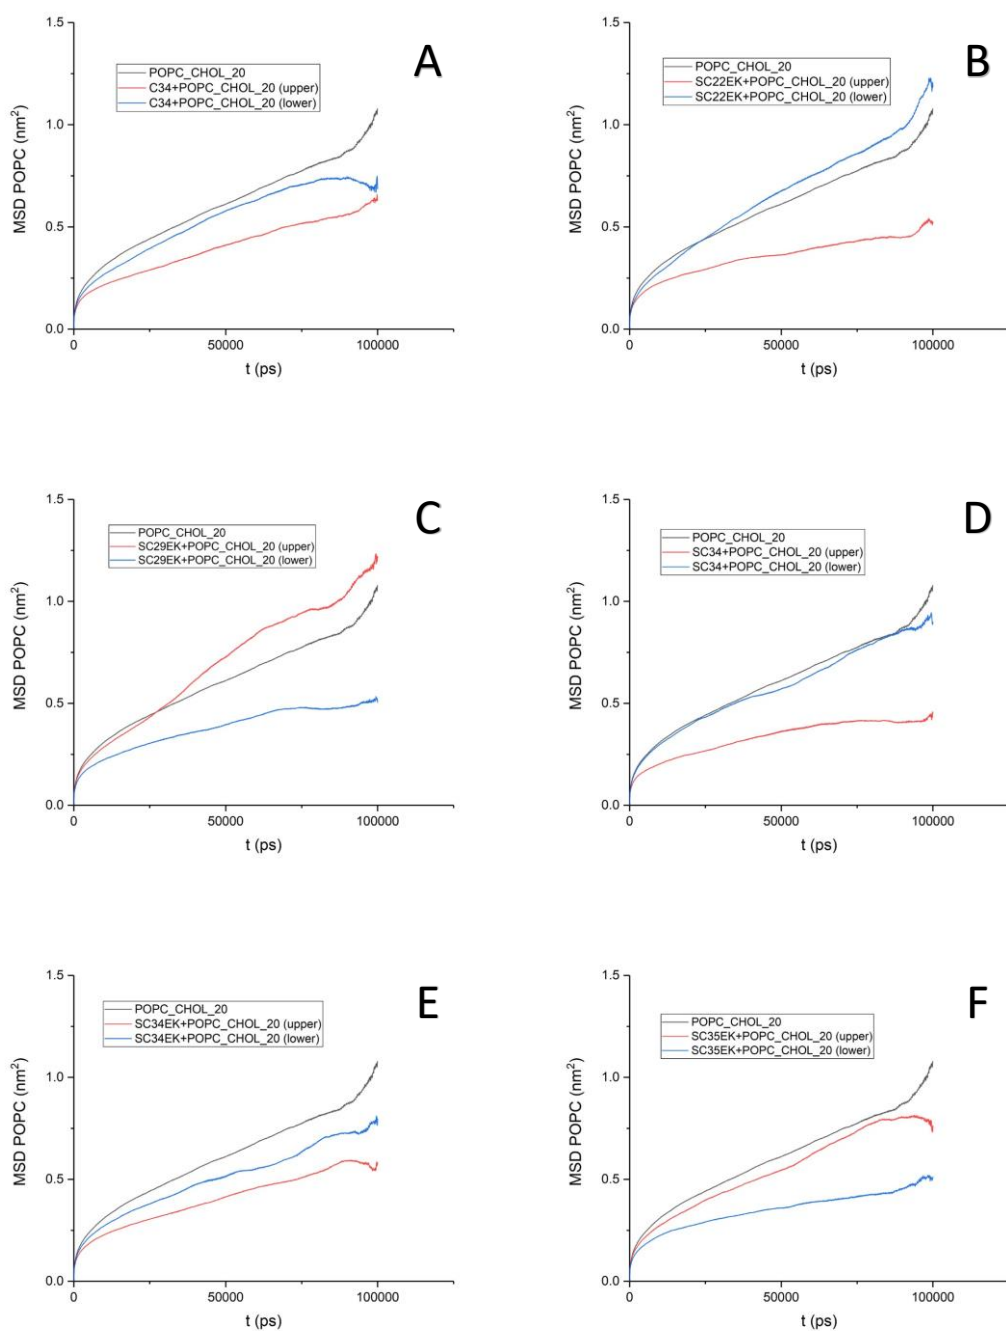 A
1.5
1.0
0.5
0.0
MSD POPC (nm²)
POPC_CHOL_20
C34+POPC_CHOL_20 (upper)
C34+POPC_CHOL_20 (lower)
0
50000
100000
t (ps)
B
1.5
1.0
0.5
0.0
MSD POPC (nm²)
POPC_CHOL_20
SC22EK+POPC_CHOL_20 (upper)
SC22EK+POPC_CHOL_20 (lower)
0
50000
100000
t (ps)
C
1.5
1.0
0.5
0.0
MSD POPC (nm²)
POPC_CHOL_20
SC29EK+POPC_CHOL_20 (upper)
SC29EK+POPC_CHOL_20 (lower)
0
50000
100000
t (ps)
D
1.5
1.0
0.5
0.0
MSD POPC (nm²)
POPC_CHOL_20
SC34+POPC_CHOL_20 (upper)
SC34+POPC_CHOL_20 (lower)
0
50000
100000
t (ps)
E
1.5
1.0
0.5
0.0
MSD POPC (nm²)
POPC_CHOL_20
SC34EK+POPC_CHOL_20 (upper)
SC34EK+POPC_CHOL_20 (lower)
0
50000
100000
t (ps)
F
1.5
1.0
0.5
0.0
MSD POPC (nm²)
POPC_CHOL_20
SC35EK+POPC_CHOL_20 (upper)
SC35EK+POPC_CHOL_20 (lower)
0
50000
100000
t (ps)